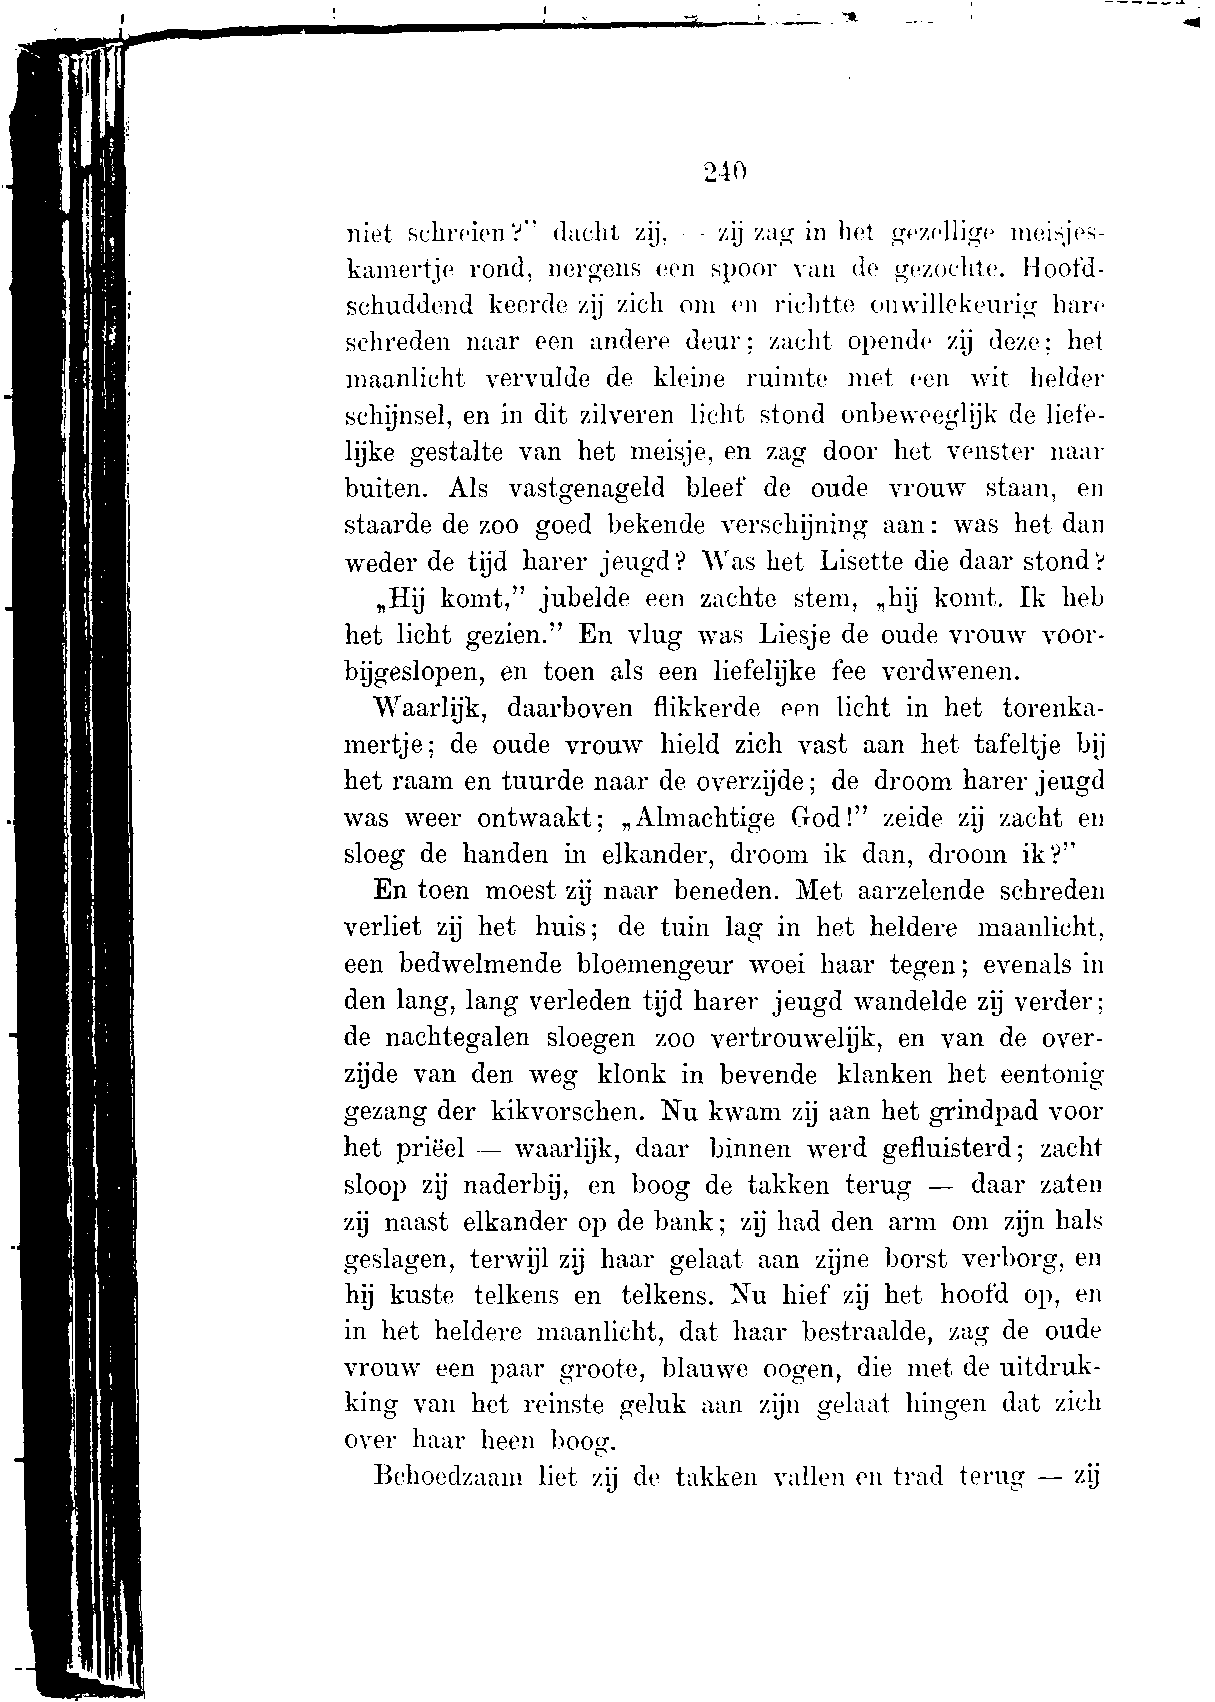 240
niet schreien?” dacht zij, — zij zag in het gezellige meisjes-
kamertje rond, nergens een spoor van de gezochte. Hoofd-
schuddend keerde zij zich om en richtte onwillekeurig hare
schreden naar een andere deur; zacht opende zij deze; het
maanlicht vervulde de kleine ruimte met een wit helder
schijnsel, en in dit zilveren licht stond onbeweeglijk de liefe-
lijke gestalte van het meisje, en zag door het venster naar
buiten. Als vastgenageld bleef de oude vrouw staan, en
staarde de zoo goed bekende verschijning aan: was het dan
weder de tijd harer jeugd? Was het Lisette die daar stond?
„Hij komt,” jubelde een zachte stem, „hij komt. Ik heb
het licht gezien.” En vlug was Liesje de oude vrouw voor-
bijgeslopen, en toen als een liefelijke fee verdwenen.
Waarlijk, daarboven flikkerde een licht in het torenka-
mertje; de oude vrouw hield zich vast aan het tafeltje bij
het raam en tuurde naar de overzijde; de droom harer jeugd
was weer ontwaakt; „Almachtige God!” zeide zij zacht en
sloeg de handen in elkander, droom ik dan, droom ik?”
En toen moest zij naar beneden. Met aarzelende schreden
verliet zij het huis; de tuin lag in het heldere maanlicht,
een bedwelmende bloemengeur woei haar tegen; evenals in
den lang, lang verleden tijd harer jeugd wandelde zij verder;
de nachtegalen sloegen zoo vertrouwelijk, en van de over-
zijde van den weg klonk in bevende klanken het eentonig
gezang der kikvorschen. Nu kwam zij aan het grindpad voor
het priëel — waarlijk, daar binnen werd gefluisterd; zacht
sloop zij naderbij, en boog de takken terug — daar zaten
zij naast elkander op de bank; zij had den arm om zijn hals
geslagen, terwijl zij haar gelaat aan zijne borst verborg, en
hij kuste telkens en telkens. Nu hief zij het hoofd op, en
in het heldere maanlicht, dat haar bestraalde, zag de oude
vrouw een paar groote, blauwe oogen, die met de uitdruk-
king van het reinste geluk aan zijn gelaat hingen dat zich
over haar heen boog.
Behoedzaam liet zij de takken vallen en trad terug — zij